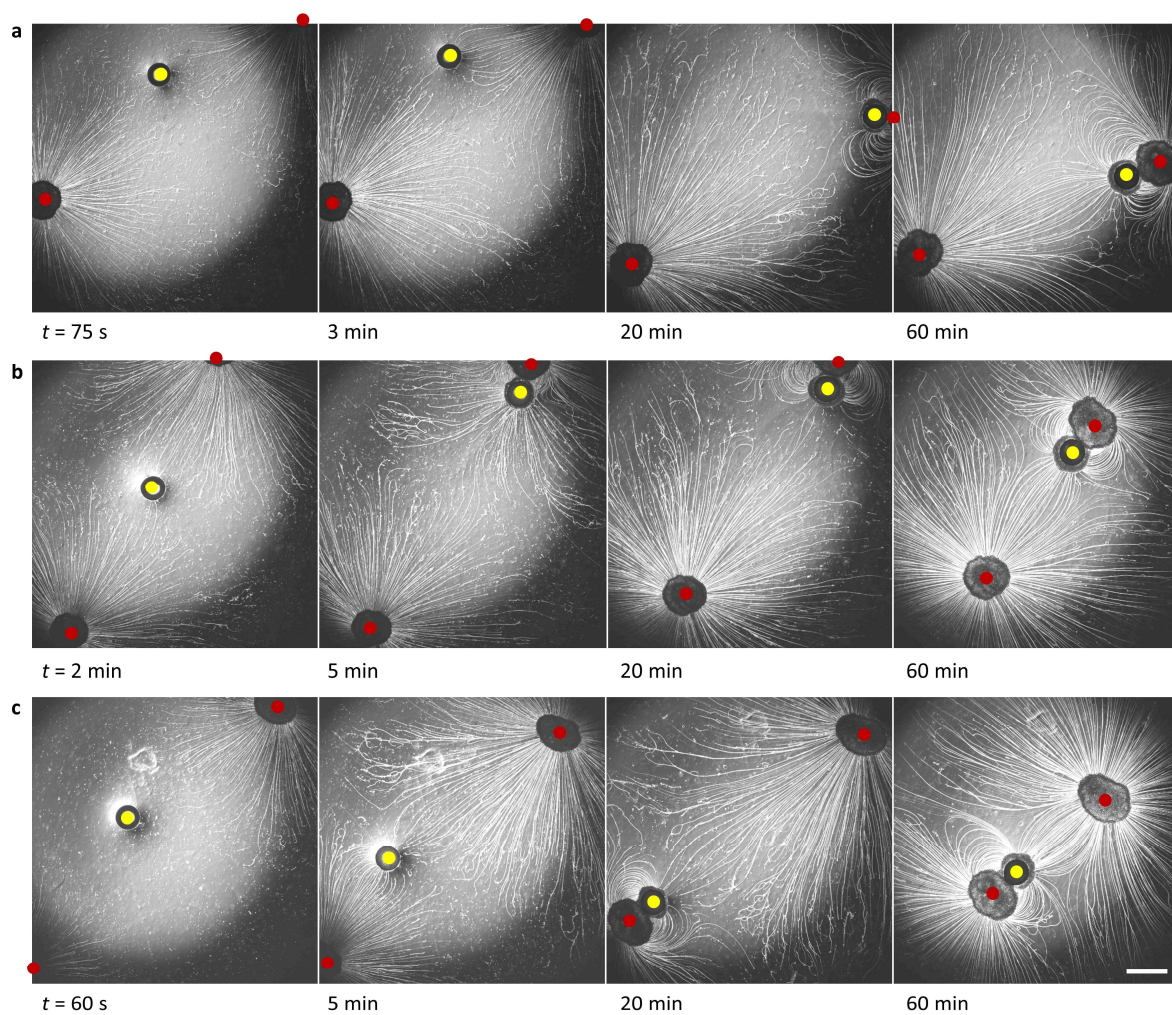 a
t = 75 s 3 min 20 min 60 min
b
t = 2 min 5 min 20 min 60 min
c
t = 60 s 5 min 20 min 60 min